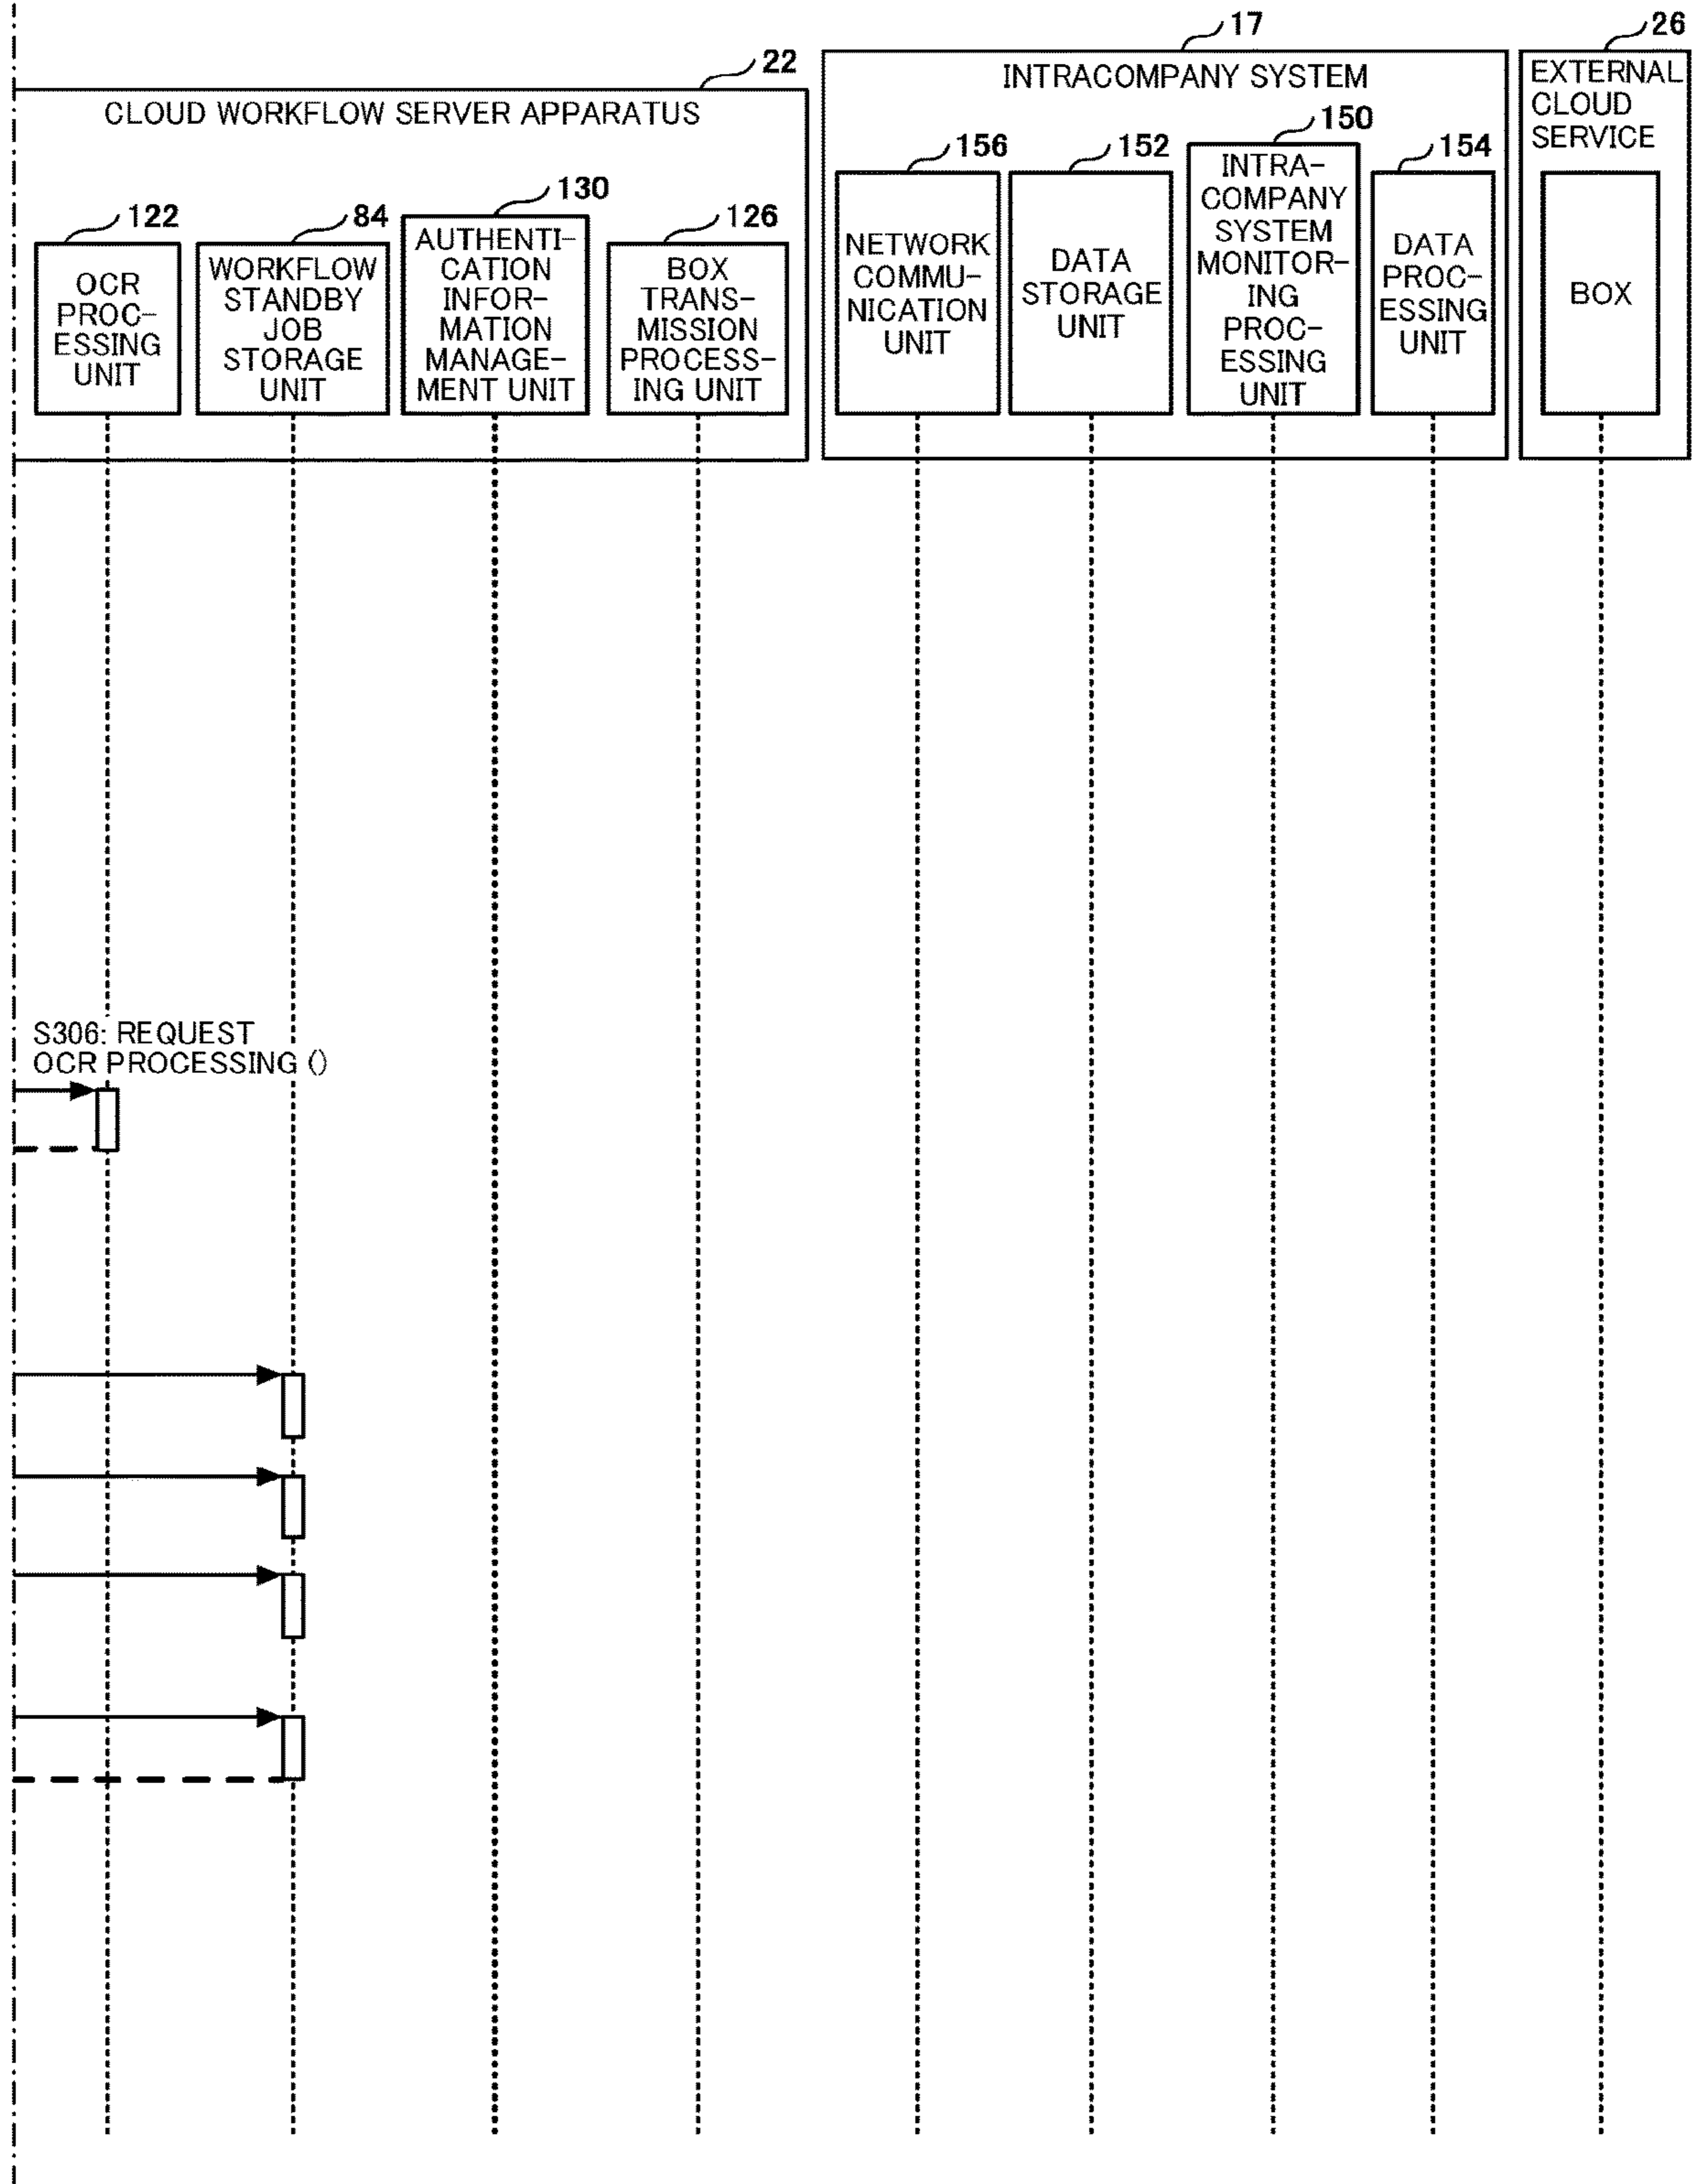 17
26
22
INTRACOMPANY SYSTEM
EXTERNAL
CLOUD
SERVICE
CLOUD WORKFLOW SERVER APPARATUS
122
OCR
PROC-
ESSING
UNIT
84
WORKFLOW
STANDBY
JOB
STORAGE
UNIT
130
AUTHENTI-
CATION
INFOR-
MATION
MANAGE-
MENT UNIT
126
BOX
TRANS-
MISSION
PROCESS-
ING UNIT
156
NETWORK
COMMU-
NICATION
UNIT
152
DATA
STORAGE
UNIT
150
INTRA-
COMPANY
SYSTEM
MONITOR-
ING
PROC-
ESSING
UNIT
154
DATA
PROC-
ESSING
UNIT
BOX
S306: REQUEST
OCR PROCESSING ()